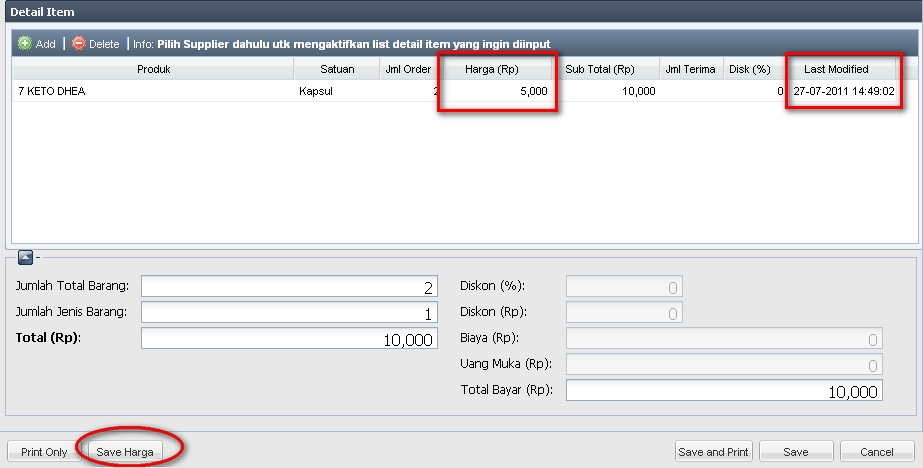 Detail Item
Add | Delete | Info: Pilih Supplier dahulu utk mengaktifkan list detail item yang ingin diinput
Produk Satuan Jml Order Harga (Rp) Sub Total (Rp) Jml Terima Disk (%) Last Modified
7 KETO DHEA Kapsul 2 5,000 10,000 0 27-07-2011 14:49:02
Jumlah Total Barang: 2 Diskon (%): 0
Jumlah Jenis Barang: 1 Diskon (Rp): 0
Total (Rp): 10,000 Biaya (Rp): 0
Uang Muka (Rp): 0
Total Bayar (Rp): 10,000
Print Only Save Harga Save and Print Save Cancel